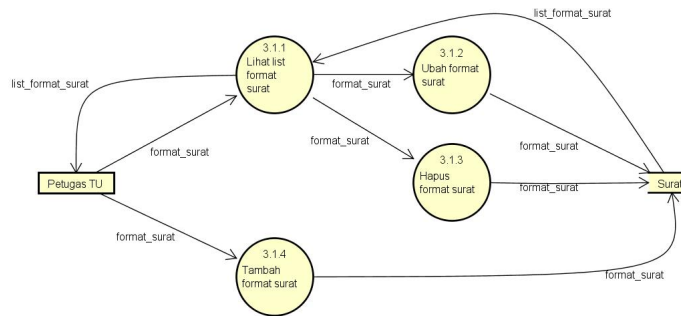 list_format_surat
3.1.1
Lihat list
format
surat
3.1.2
Ubah format
surat
list_format_surat
format_surat
format_surat
format_surat
format_surat
3.1.3
Hapus
format surat
Petugas TU
format_surat
Surat
format_surat
3.1.4
Tambah
format surat
format_surat